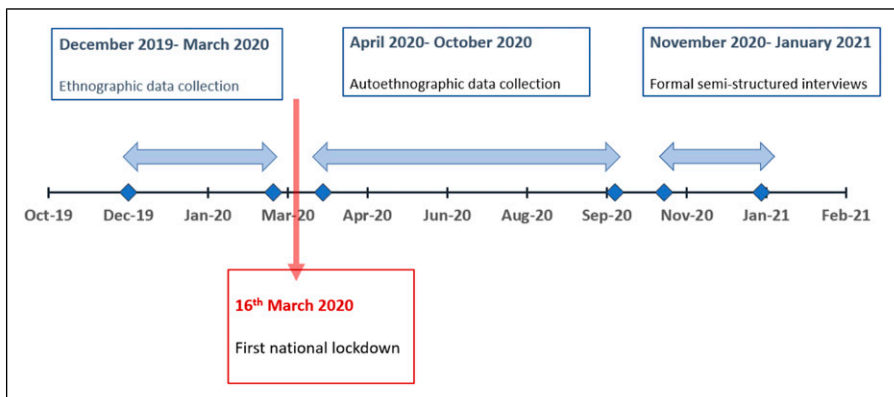 December 2019- March 2020
Ethnographic data collection
April 2020- October 2020
Autoethnographic data collection
November 2020- January 2021
Formal semi-structured interviews
Oct-19 Dec-19 Jan-20 Mar-20 Apr-20 Jun-20 Aug-20 Sep-20 Nov-20 Jan-21 Feb-21
16th March 2020
First national lockdown